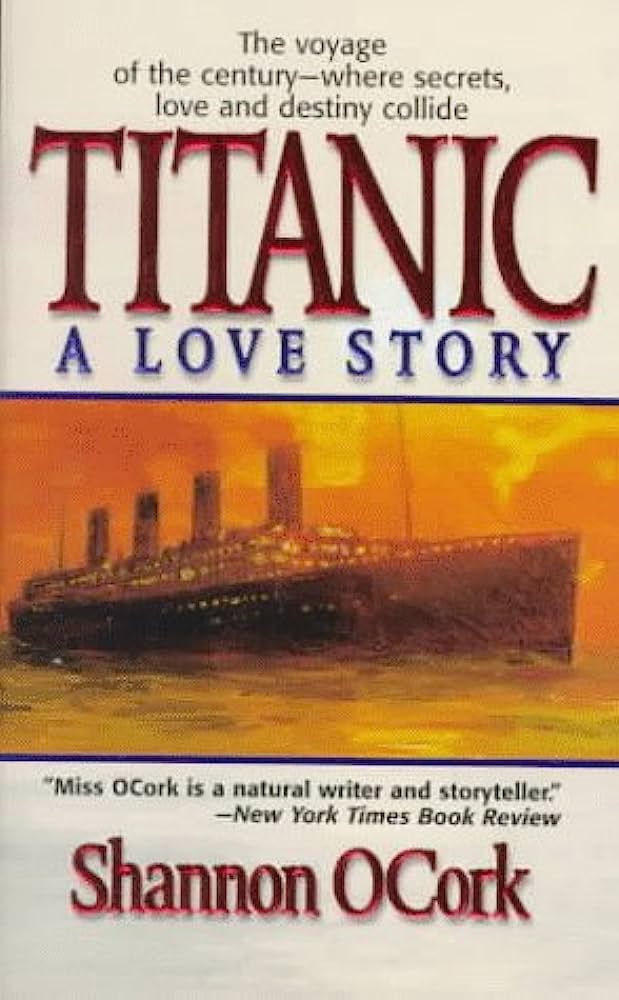 The voyage
of the century—where secrets,
love and destiny collide
TITANIC
A LOVE STORY
"Miss OCork is a natural writer and storyteller."
—New York Times Book Review
Shannon OCork